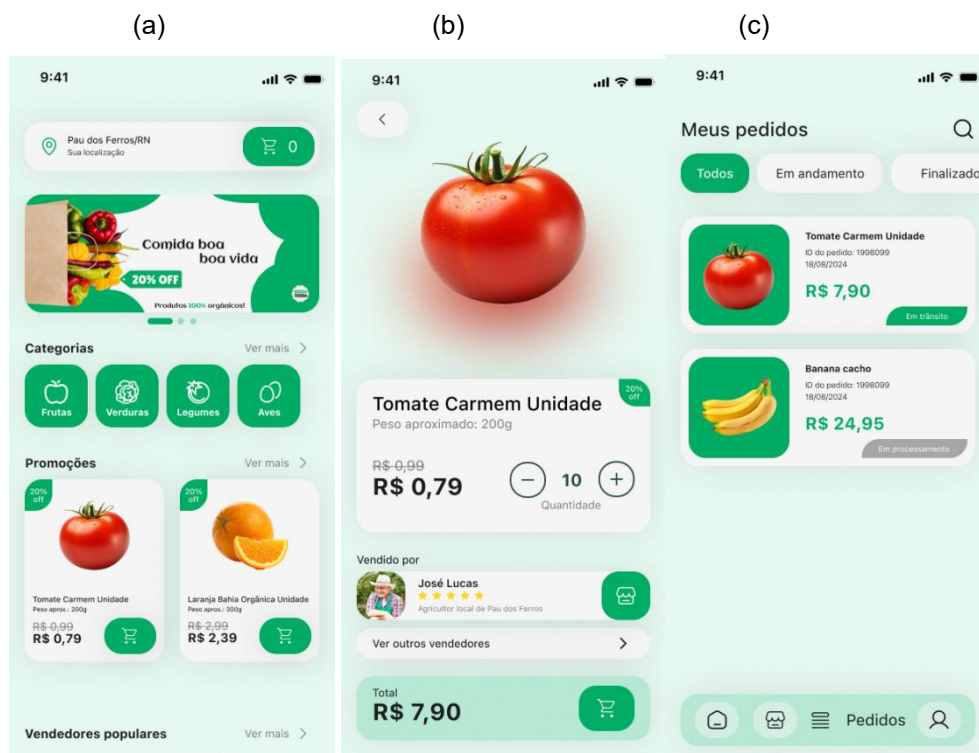 (a)
(b)
(c)
9:41
Pau dos Ferros/RN
Sua localização
0
Comida boa
boa vida
20% OFF
Produtos 100% orgânicos!
Categorias
Ver mais >
Frutas
Verduras
Legumes
Aves
Promoções
Ver mais >
20%
off
Tomate Carmem Unidade
Peso aprox.: 200g
R$ 0,99
R$ 0,79
20%
off
Laranja Bahia Orgânica Unidade
Peso aprox.: 300g
R$ 2,99
R$ 2,39
Vendedores populares
Ver mais >
9:41
<
20%
off
Tomate Carmem Unidade
Peso aproximado: 200g
R$ 0,99
R$ 0,79
− 10 +
Quantidade
Vendido por
José Lucas
Agricultor local de Pau dos Ferros
Ver outros vendedores >
Total
R$ 7,90
9:41
Meus pedidos
Todos
Em andamento
Finalizado
Tomate Carmem Unidade
ID do pedido: 1998099
18/08/2024
R$ 7,90
Em trânsito
Banana cacho
ID do pedido: 1998099
18/08/2024
R$ 24,95
Em processamento
Pedidos